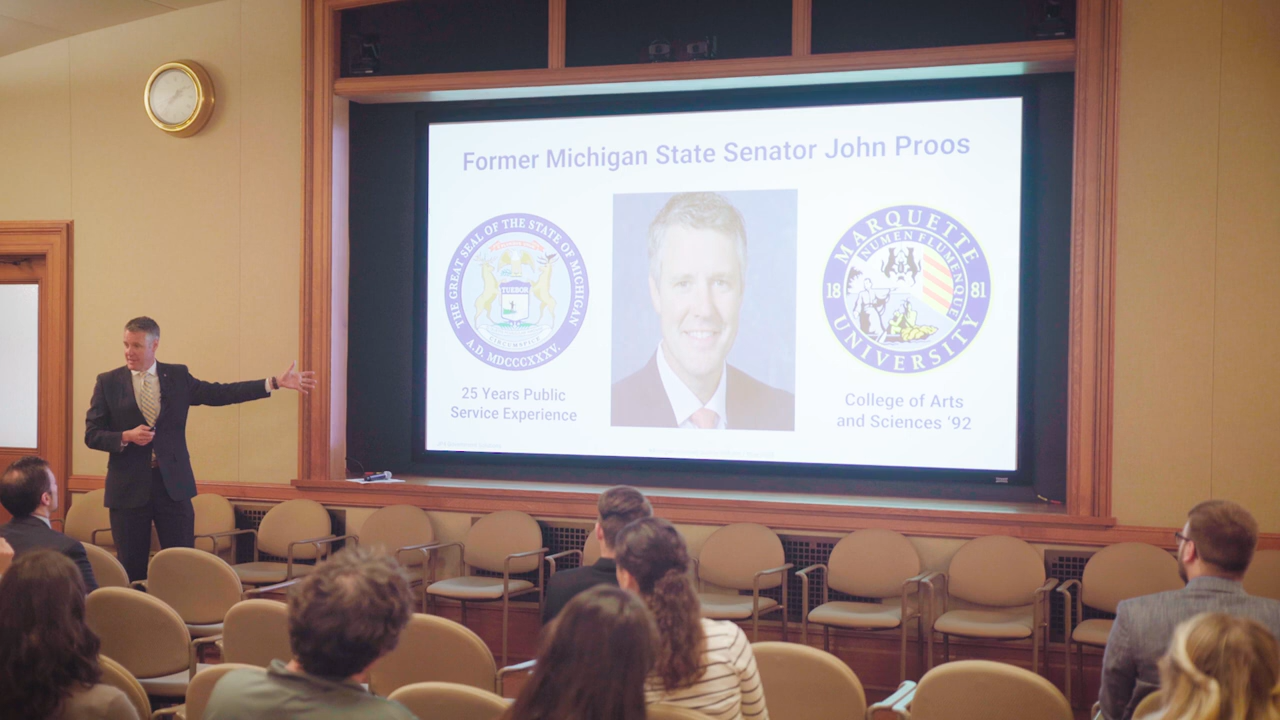 Former Michigan State Senator John Proos
THE GREAT SEAL OF THE STATE OF MICHIGAN
TUEBOR
CIRCUMSPICE
A.D. MDCCCXXXV.
25 Years Public
Service Experience
MARQUETTE
NUMEN FLUMENQUE
18 81
UNIVERSITY
College of Arts
and Sciences '92